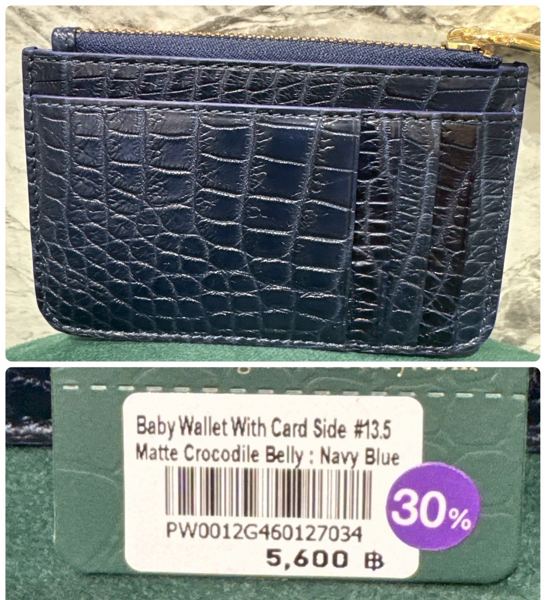 Baby Wallet With Card Side #13.5
Matte Crocodile Belly : Navy Blue
PW0012G460127034
30%
5,600 ฿